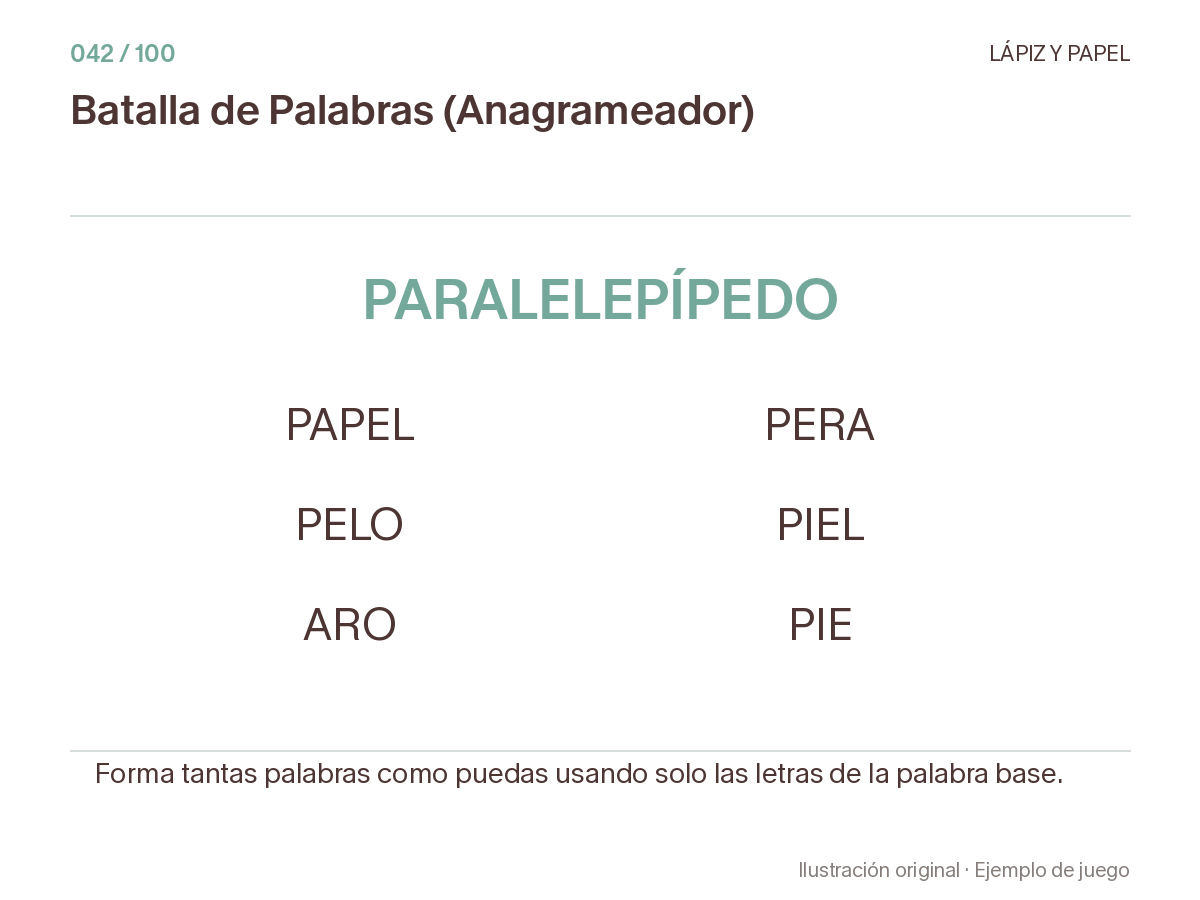 042 / 100
LÁPIZ Y PAPEL
Batalla de Palabras (Anagrameador)
PARALELEPÍPEDO
PAPEL
PERA
PELO
PIEL
ARO
PIE
Forma tantas palabras como puedas usando solo las letras de la palabra base.
Ilustración original · Ejemplo de juego